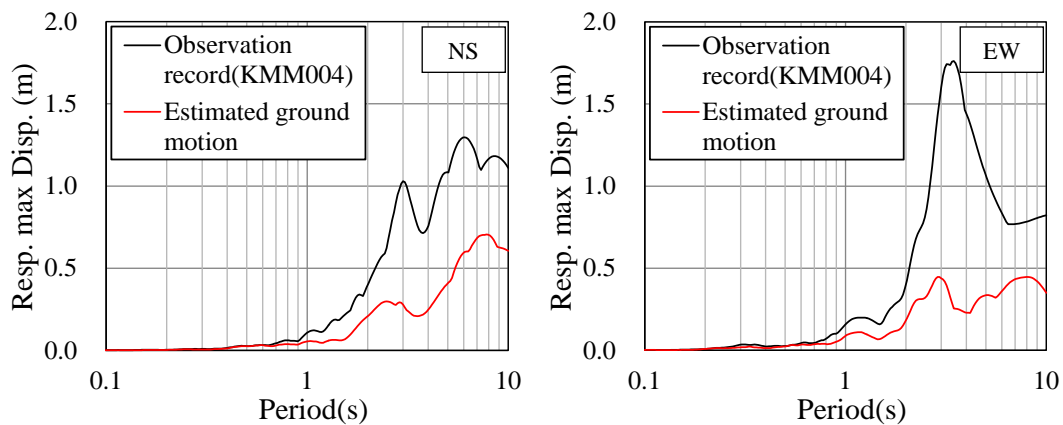 2.0
1.5
1.0
0.5
0.0
Resp. max Disp. (m)
Observation
record(KMM004)
Estimated ground
motion
NS
0.1
1
10
Period(s)
2.0
1.5
1.0
0.5
0.0
Resp. max Disp. (m)
Observation
record(KMM004)
Estimated ground
motion
EW
0.1
1
10
Period(s)